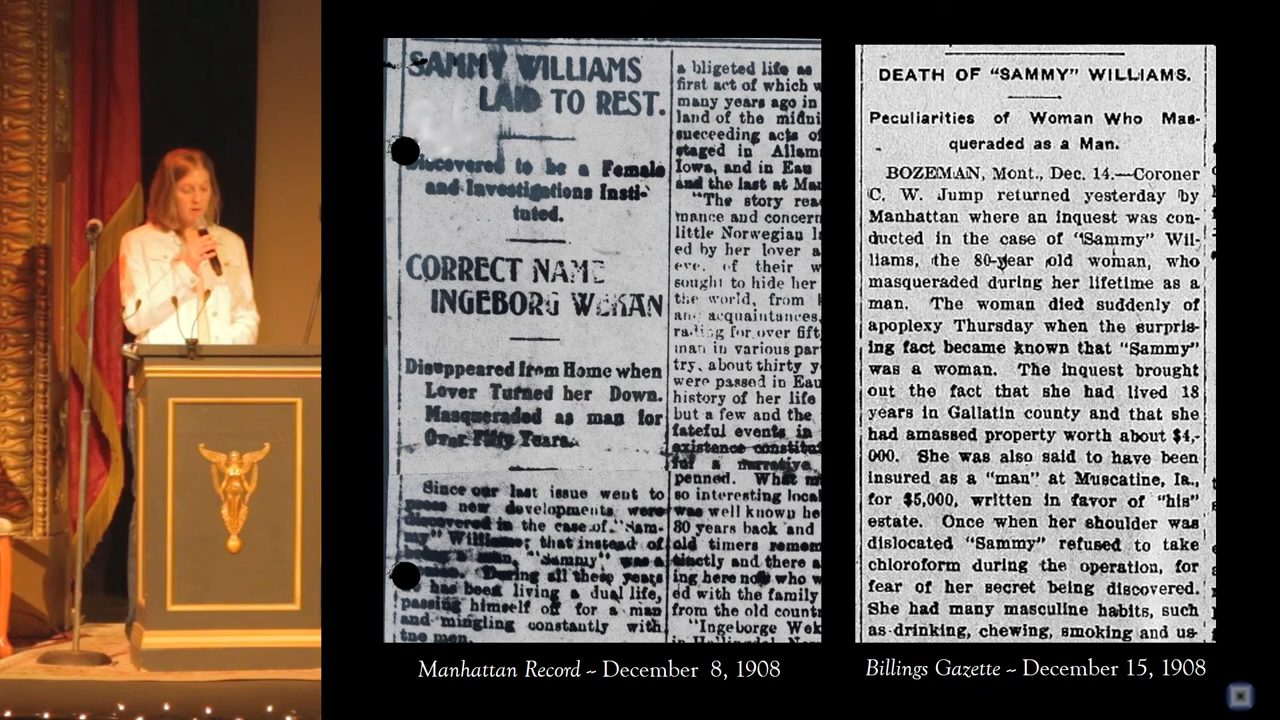 SAMMY WILLIAMS
LAID TO REST.
Discovered to be a Female
and Investigations Insti-
tuted.
CORRECT NAME
INGEBORG WEKAN
Disappeared from Home when
Lover Turned her Down.
Masqueraded as man for
Over Fifty Years.
Since our last issue went to
new developments were
discovered in the case of "Sam-
my" Williams; that instead of
being a man, "Sammy" was a
During all these years
has been living a dual life,
passing himself off for a man
and mingling constantly with
the men.
a bligeted life as
first act of which w
many years ago in
land of the midni
succeeding acts of
staged in Allam
Iowa, and in Eau
and the last at Ma
"The story rea
mance and concern
little Norwegian l
ed by her lover a
eve, of their w
sought to hide her
the world, from
and acquaintances,
rading for over fift
man in various par
try, about thirty y
were passed in Eau
history of her life
but a few and the
fateful events in
existence constitu
ful a narrative
penned. What m
so interesting local
was well known he
80 years back and
old timers remem
tinctly and there a
ing here now who w
ed with the family
from the old count
"Ingeborge Wek
Manhattan Record ~ December 8, 1908
DEATH OF "SAMMY" WILLIAMS.
Peculiarities of Woman Who Mas-
queraded as a Man.
BOZEMAN, Mont., Dec. 14.—Coroner
C. W. Jump returned yesterday by
Manhattan where an inquest was con-
ducted in the case of "Sammy" Wil-
liams, the 80-year old woman, who
masqueraded during her lifetime as a
man. The woman died suddenly of
apoplexy Thursday when the surpris-
ing fact became known that "Sammy"
was a woman. The inquest brought
out the fact that she had lived 18
years in Gallatin county and that she
had amassed property worth about $4,-
000. She was also said to have been
insured as a "man" at Muscatine, Ia.,
for $5,000, written in favor of "his"
estate. Once when her shoulder was
dislocated "Sammy" refused to take
chloroform during the operation, for
fear of her secret being discovered.
She had many masculine habits, such
as drinking, chewing, smoking and us-
Billings Gazette ~ December 15, 1908